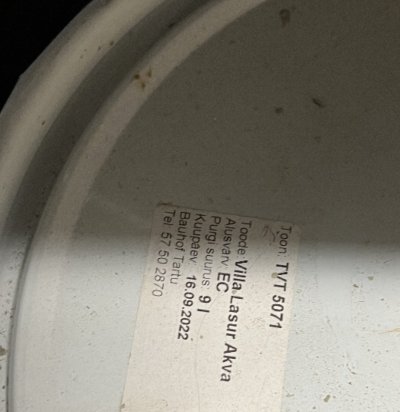 Toon: TVT 5071
Toode: Villa Lasur Akva
Alusvärv: EC
Purgi suurus: 9 l
Kuupäev: 16.09.2022
Bauhof Tartu
Tel: 57 50 2870